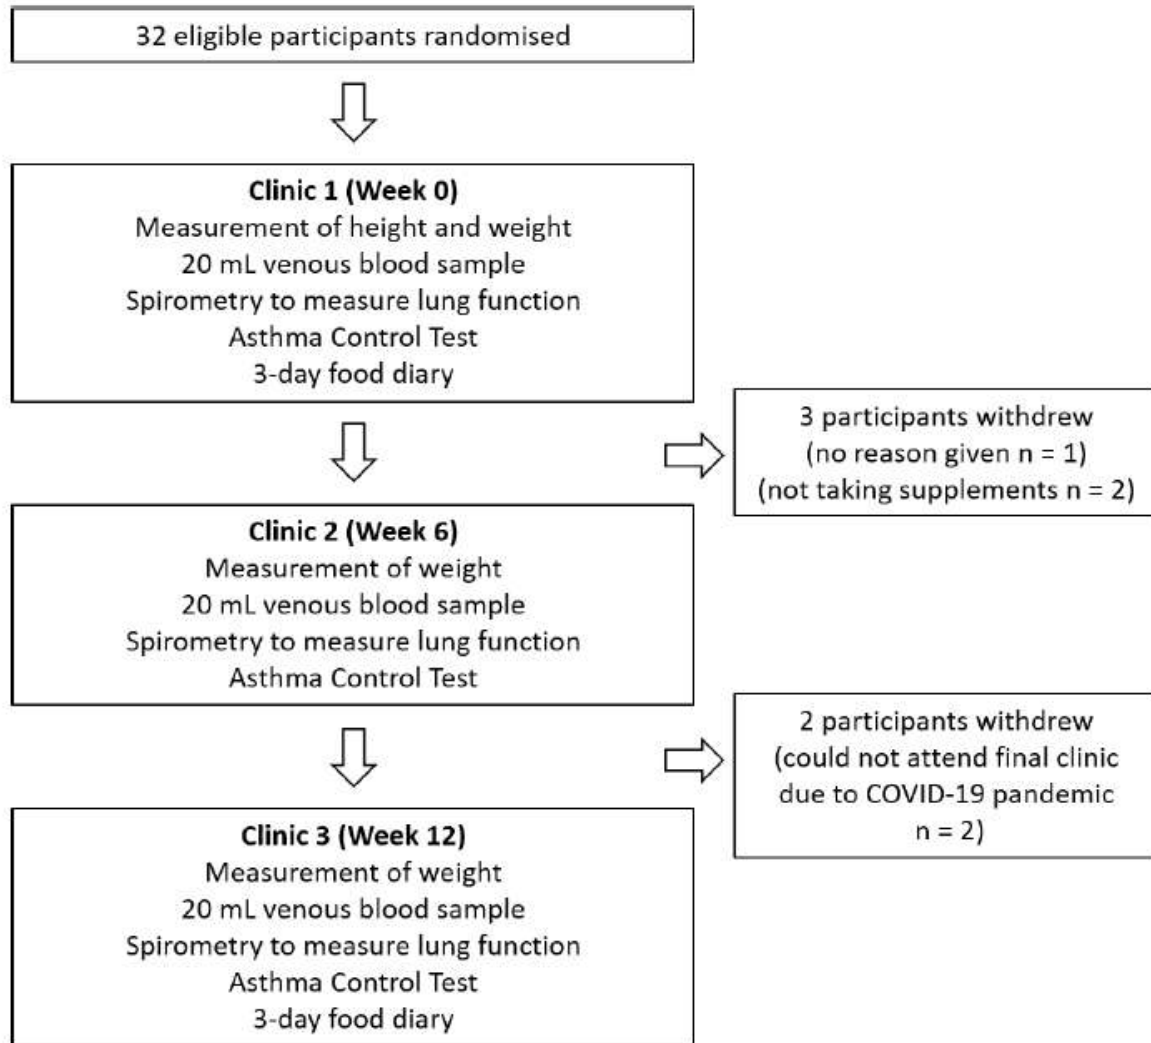 32 eligible participants randomised
Clinic 1 (Week 0)
Measurement of height and weight
20 mL venous blood sample
Spirometry to measure lung function
Asthma Control Test
3-day food diary
3 participants withdrew
(no reason given n = 1)
(not taking supplements n = 2)
Clinic 2 (Week 6)
Measurement of weight
20 mL venous blood sample
Spirometry to measure lung function
Asthma Control Test
2 participants withdrew
(could not attend final clinic
due to COVID-19 pandemic
n = 2)
Clinic 3 (Week 12)
Measurement of weight
20 mL venous blood sample
Spirometry to measure lung function
Asthma Control Test
3-day food diary